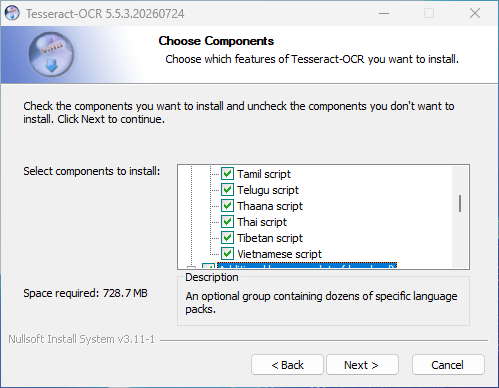 Tesseract-OCR 5.5.3.20260724
Choose Components
Choose which features of Tesseract-OCR you want to install.
Check the components you want to install and uncheck the components you don't want to
install. Click Next to continue.
Select components to install:
Tamil script
Telugu script
Thaana script
Thai script
Tibetan script
Vietnamese script
Description
Space required: 728.7 MB
An optional group containing dozens of specific language
packs.
Nullsoft Install System v3.11-1
< Back
Next >
Cancel